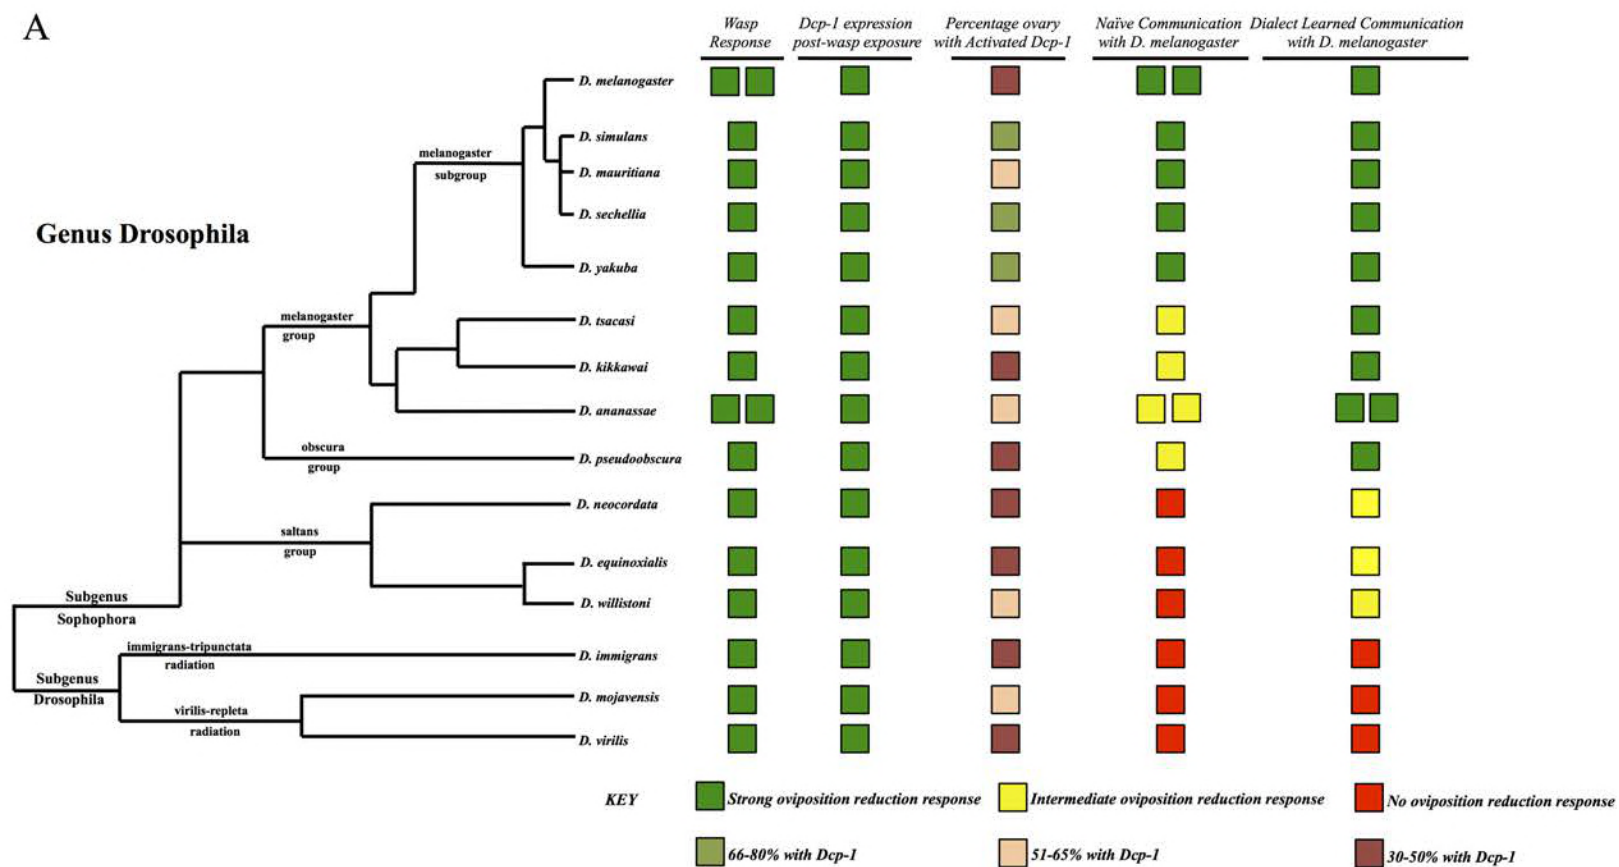 A
Wasp
Response
Dcp-1 expression
post-wasp exposure
Percentage ovary
with Activated Dcp-1
Naïve Communication
with D. melanogaster
Dialect Learned Communication
with D. melanogaster
Genus Drosophila
D. melanogaster
D. simulans
melanogaster
subgroup
D. mauritiana
D. sechellia
D. yakuba
melanogaster
group
D. tsacasi
D. kikkawai
D. ananassae
obscura
group
D. pseudoobscura
D. neocordata
saltans
group
D. equinoxialis
D. willistoni
Subgenus
Sophophora
immigrans-tripunctata
radiation
D. immigrans
Subgenus
Drosophila
D. mojavensis
virilis-repleta
radiation
D. virilis
KEY
Strong oviposition reduction response
Intermediate oviposition reduction response
No oviposition reduction response
66-80% with Dcp-1
51-65% with Dcp-1
30-50% with Dcp-1